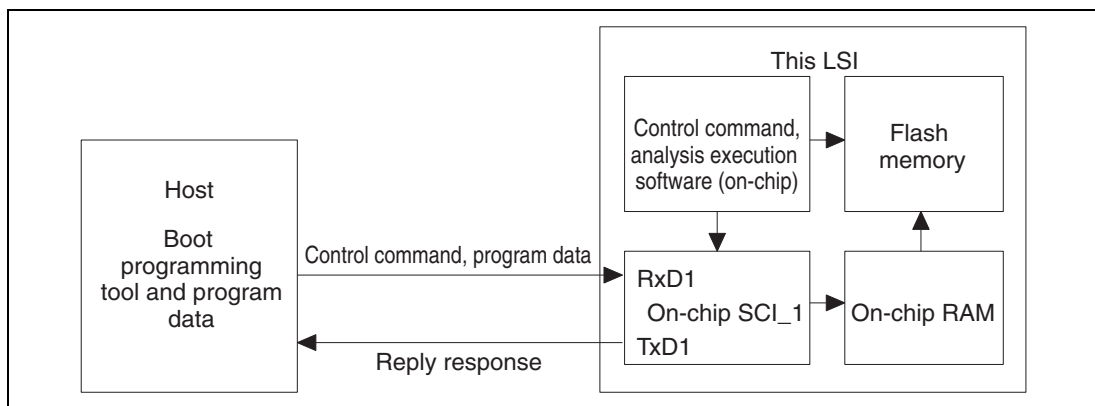 This LSI
Control command,
analysis execution
software (on-chip)
Flash
memory
Host
Boot
programming
tool and program
data
Control command, program data
RxD1
On-chip SCI_1
TxD1
On-chip RAM
Reply response